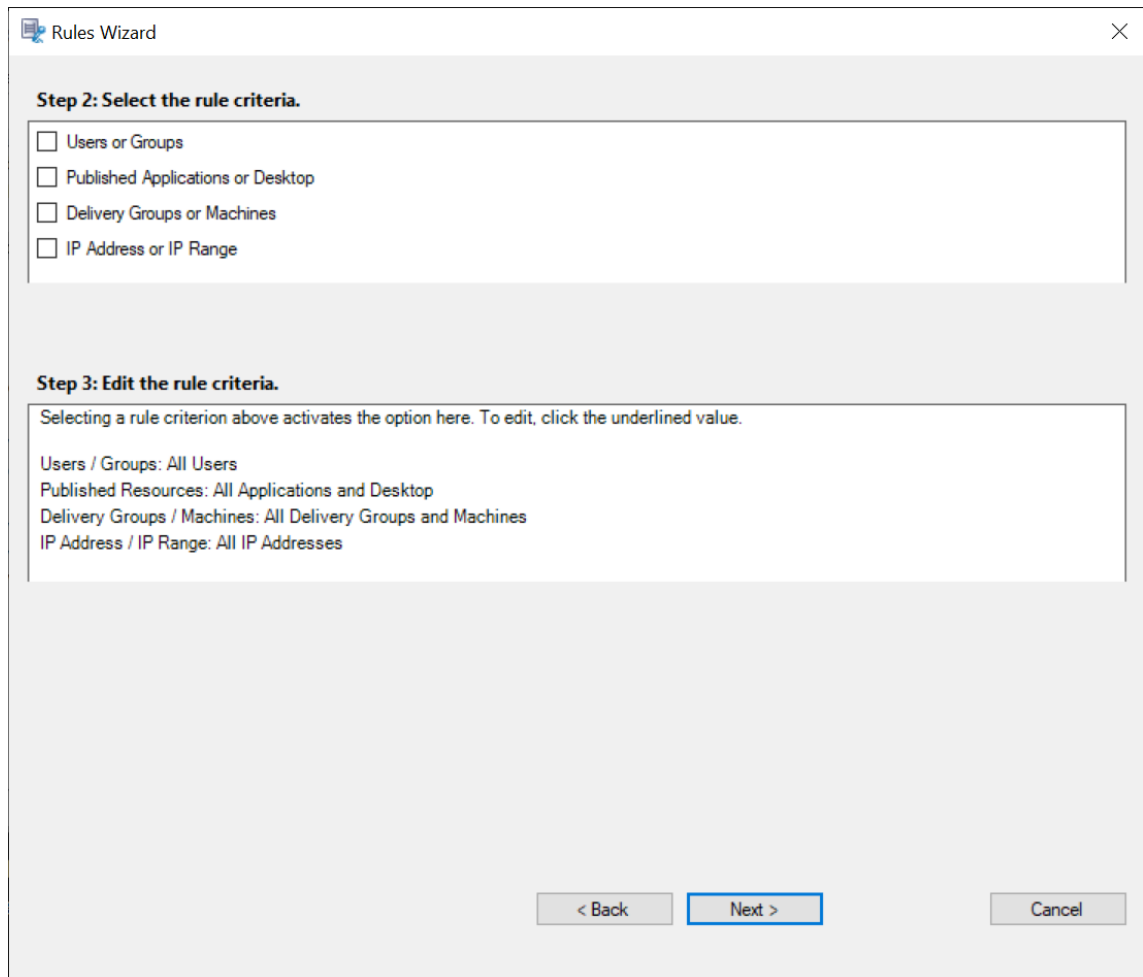 Rules Wizard
Step 2: Select the rule criteria.
Users or Groups
Published Applications or Desktop
Delivery Groups or Machines
IP Address or IP Range
Step 3: Edit the rule criteria.
Selecting a rule criterion above activates the option here. To edit, click the underlined value.
Users / Groups: All Users
Published Resources: All Applications and Desktop
Delivery Groups / Machines: All Delivery Groups and Machines
IP Address / IP Range: All IP Addresses
< Back Next > Cancel